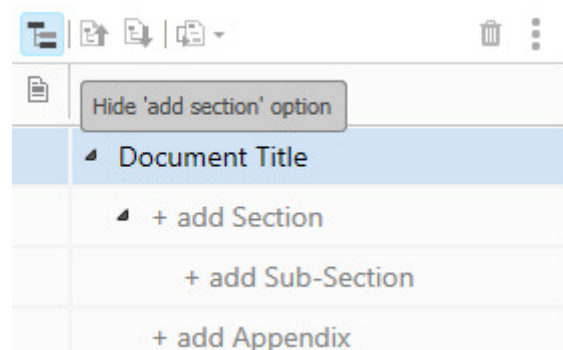 Hide 'add section' option
Document Title
+ add Section
+ add Sub-Section
+ add Appendix